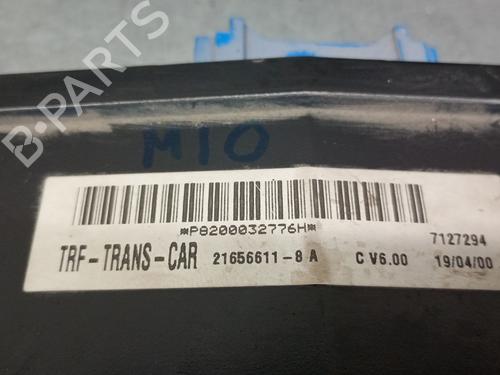 B-PARTS
M10
*P8200032776H*
TRF-TRANS-CAR 21656611-8 A C V6.00 7127294
19/04/00